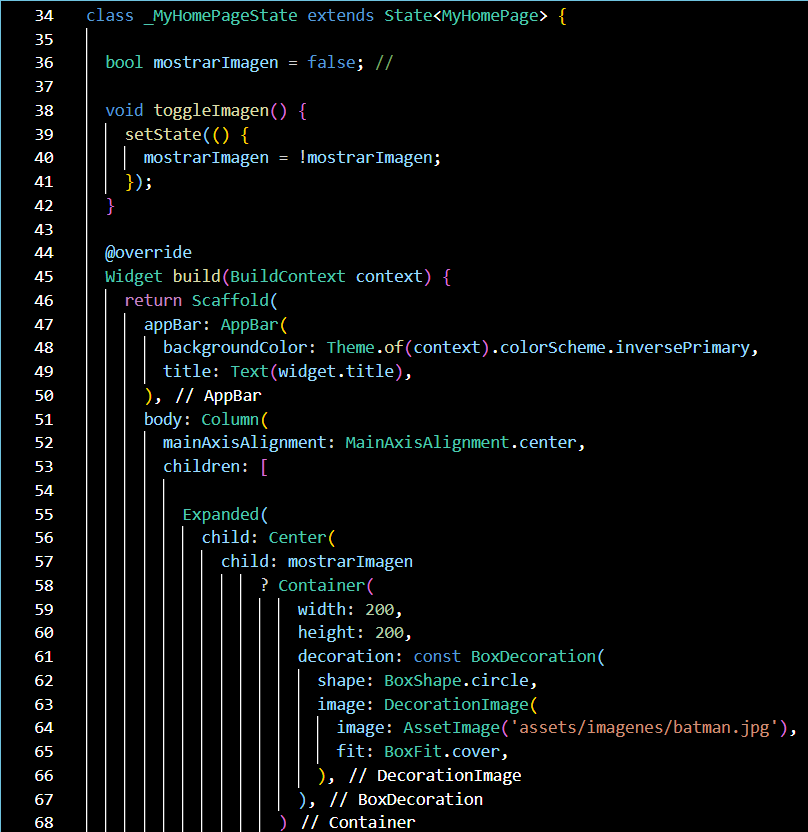 34 class _MyHomePageState extends State<MyHomePage> {
35
36 bool mostrarImagen = false; //
37
38 void toggleImagen() {
39 setState(() {
40 mostrarImagen = !mostrarImagen;
41 });
42 }
43
44 @override
45 Widget build(BuildContext context) {
46 return Scaffold(
47 appBar: AppBar(
48 backgroundColor: Theme.of(context).colorScheme.inversePrimary,
49 title: Text(widget.title),
50 ), // AppBar
51 body: Column(
52 mainAxisAlignment: MainAxisAlignment.center,
53 children: [
54
55 Expanded(
56 child: Center(
57 child: mostrarImagen
58 ? Container(
59 width: 200,
60 height: 200,
61 decoration: const BoxDecoration(
62 shape: BoxShape.circle,
63 image: DecorationImage(
64 image: AssetImage('assets/imagenes/batman.jpg'),
65 fit: BoxFit.cover,
66 ), // DecorationImage
67 ), // BoxDecoration
68 ) // Container